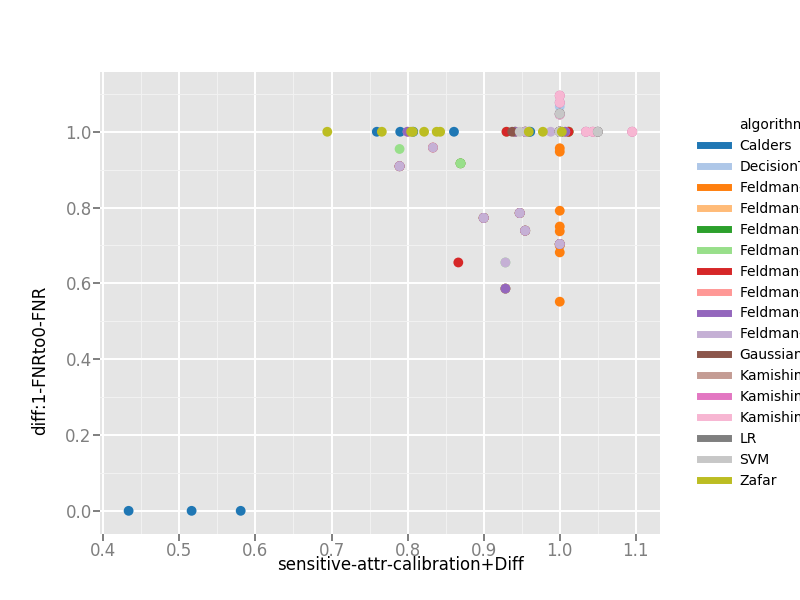 algorithm
Calders
DecisionT
Feldman-
Feldman-
Feldman-
Feldman-
Feldman-
Feldman-
Feldman-
Feldman-
Gaussian
Kamishin
Kamishin
Kamishin
LR
SVM
Zafar
diff:1-FNRto0-FNR
1.0
0.8
0.6
0.4
0.2
0.0
0.4 0.5 0.6 0.7 0.8 0.9 1.0 1.1
sensitive-attr-calibration+Diff